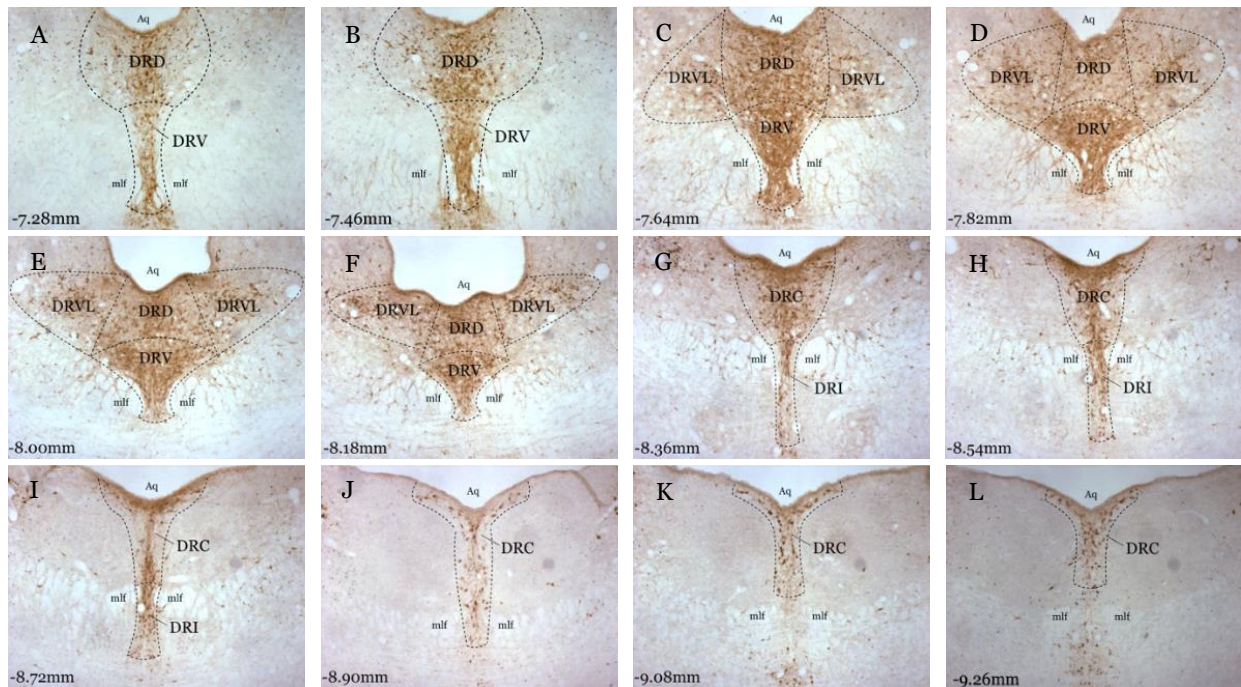 A
Aq
DRD
DRV
mlf mlf
-7.28mm
B
Aq
DRD
DRV
mlf mlf
-7.46mm
C
Aq
DRVL DRD DRVL
DRV
mlf mlf
-7.64mm
D
Aq
DRVL DRD DRVL
DRV
mlf mlf
-7.82mm
E
Aq
DRVL DRD DRVL
DRV
mlf mlf
-8.00mm
F
Aq
DRVL DRD DRVL
DRV
mlf mlf
-8.18mm
G
Aq
DRC
mlf mlf
DRI
-8.36mm
H
Aq
DRC
mlf mlf
DRI
-8.54mm
I
Aq
DRC
mlf mlf
DRI
-8.72mm
J
Aq
DRC
mlf mlf
-8.90mm
K
Aq
DRC
mlf mlf
-9.08mm
L
Aq
DRC
mlf mlf
-9.26mm